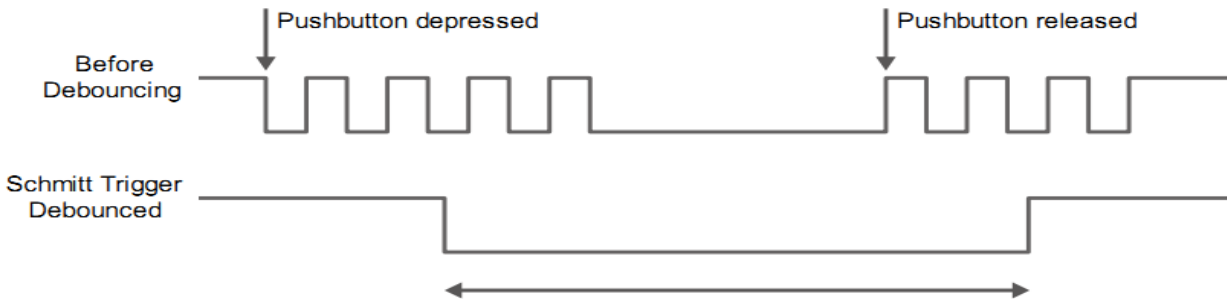 Pushbutton depressed
Pushbutton released
Before
Debouncing
Schmitt Trigger
Debounced